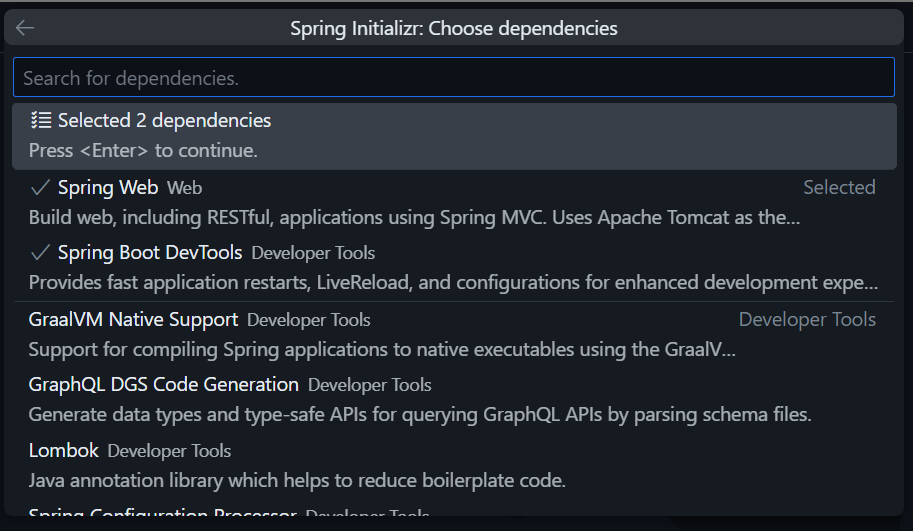 Spring Initializr: Choose dependencies
Search for dependencies.
Selected 2 dependencies
Press <Enter> to continue.
Spring Web Web Selected
Build web, including RESTful, applications using Spring MVC. Uses Apache Tomcat as the...
Spring Boot DevTools Developer Tools
Provides fast application restarts, LiveReload, and configurations for enhanced development expe...
GraalVM Native Support Developer Tools Developer Tools
Support for compiling Spring applications to native executables using the GraalV...
GraphQL DGS Code Generation Developer Tools
Generate data types and type-safe APIs for querying GraphQL APIs by parsing schema files.
Lombok Developer Tools
Java annotation library which helps to reduce boilerplate code.
Spring Configuration Processor Developer Tools